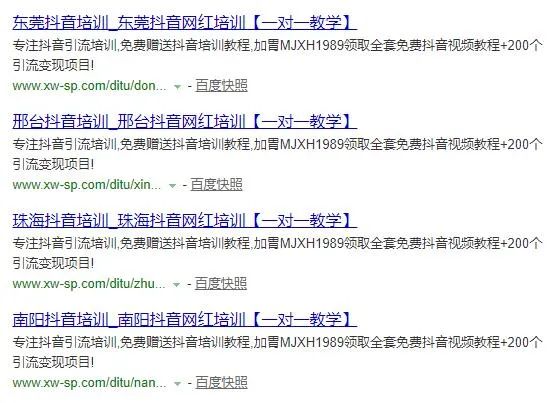 东莞抖音培训_东莞抖音网红培训【一对一教学】
专注抖音引流培训,免费赠送抖音培训教程,加胃MJXH1989领取全套免费抖音视频教程+200个
引流变现项目!
www.xw-sp.com/ditu/don... - 百度快照
邢台抖音培训_邢台抖音网红培训【一对一教学】
专注抖音引流培训,免费赠送抖音培训教程,加胃MJXH1989领取全套免费抖音视频教程+200个
引流变现项目!
www.xw-sp.com/ditu/xin... - 百度快照
珠海抖音培训_珠海抖音网红培训【一对一教学】
专注抖音引流培训,免费赠送抖音培训教程,加胃MJXH1989领取全套免费抖音视频教程+200个
引流变现项目!
www.xw-sp.com/ditu/zhu... - 百度快照
南阳抖音培训_南阳抖音网红培训【一对一教学】
专注抖音引流培训,免费赠送抖音培训教程,加胃MJXH1989领取全套免费抖音视频教程+200个
引流变现项目!
www.xw-sp.com/ditu/nan... - 百度快照